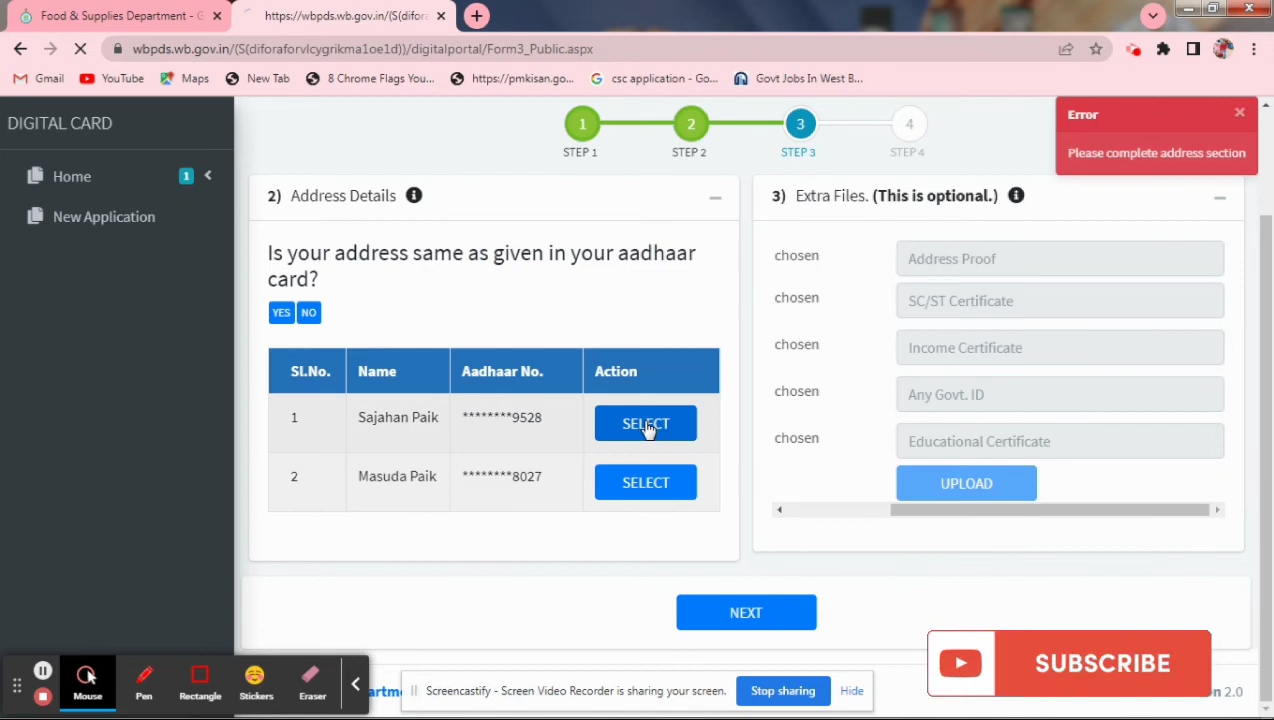 Food & Supplies Department - G
https://wbpds.wb.gov.in/(S(difora
wbpds.wb.gov.in/(S(diforaforvlcygrikma1oe1d))/digitalportal/Form3_Public.aspx
Gmail
YouTube
Maps
New Tab
8 Chrome Flags You...
https://pmkisan.go...
csc application - Go...
Govt Jobs In West B...
DIGITAL CARD
Home
1
New Application
1
2
3
4
STEP 1
STEP 2
STEP 3
STEP 4
Error
Please complete address section
2) Address Details
Is your address same as given in your aadhaar
card?
YES
NO
Sl.No. Name Aadhaar No. Action
1 Sajahan Paik ********9528 SELECT
2 Masuda Paik ********8027 SELECT
3) Extra Files. (This is optional.)
chosen Address Proof
chosen SC/ST Certificate
chosen Income Certificate
chosen Any Govt. ID
chosen Educational Certificate
UPLOAD
NEXT
SUBSCRIBE
Mouse
Pen
Rectangle
Stickers
Eraser
Screencastify - Screen Video Recorder is sharing your screen.
Stop sharing
Hide
2.0